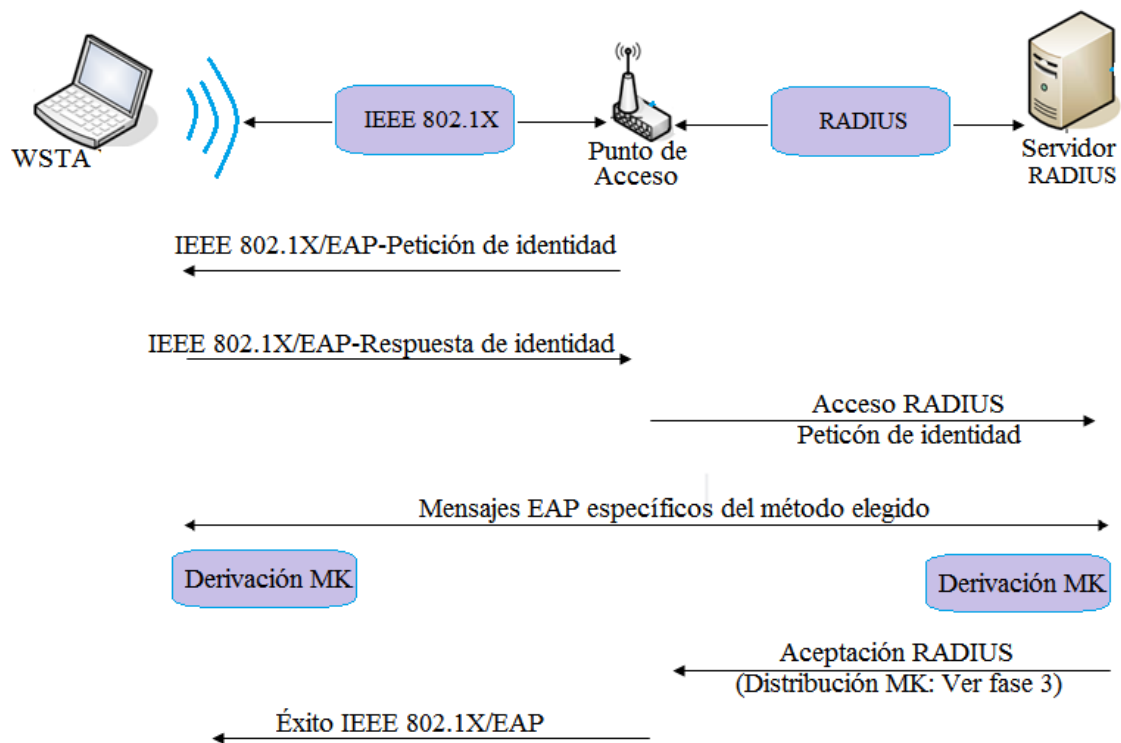 WSTA
IEEE 802.1X
Punto de
Acceso
RADIUS
Servidor
RADIUS
IEEE 802.1X/EAP-Petición de identidad
IEEE 802.1X/EAP-Respuesta de identidad
Acceso RADIUS
Peticón de identidad
Mensajes EAP específicos del método elegido
Derivación MK
Derivación MK
Aceptación RADIUS
(Distribución MK: Ver fase 3)
Éxito IEEE 802.1X/EAP